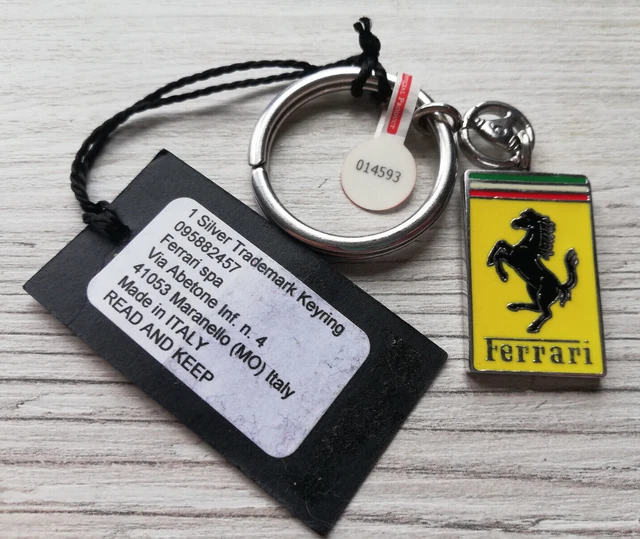 1 Silver Trademark Keyring
095882457
Ferrari spa
Via Abetone Inf. n. 4
41053 Maranello (MO) Italy
Made in ITALY
READ AND KEEP
014593
Ferrari